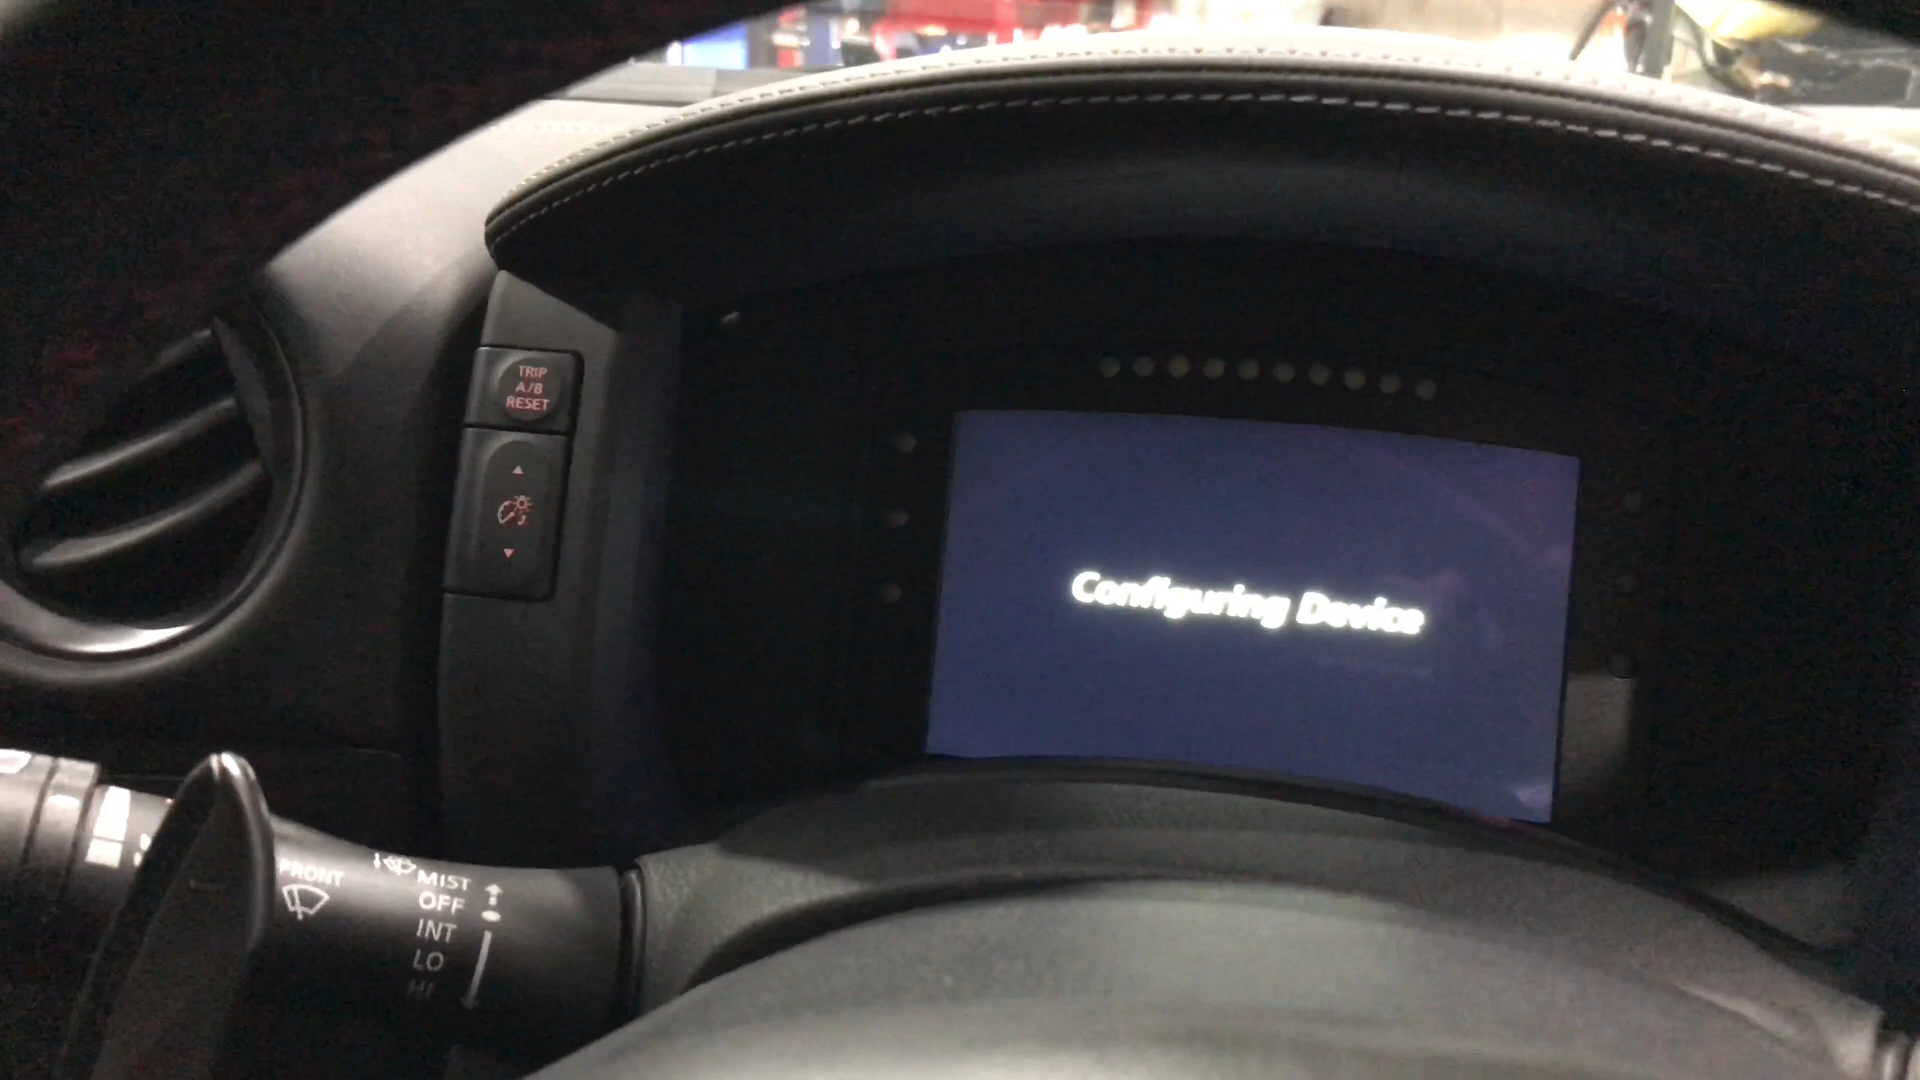 TRIP
A/B
RESET
Configuring Device
FRONT
MIST
OFF
INT
LO
HI